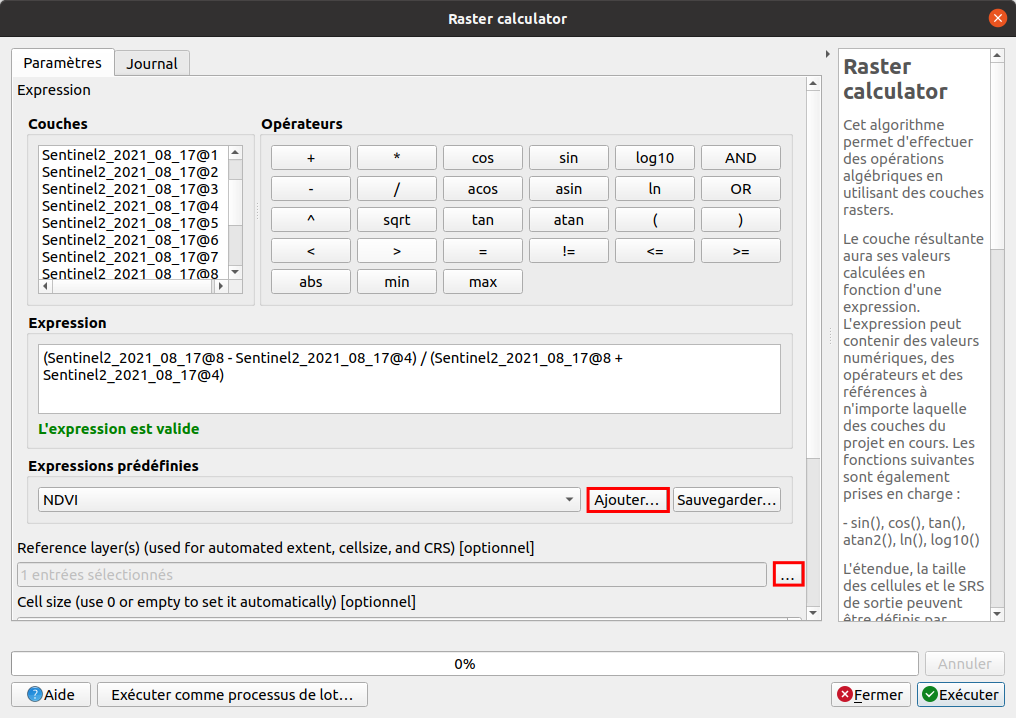 Raster calculator
Paramètres
Journal
Expression
Couches
Sentinel2_2021_08_17@1
Sentinel2_2021_08_17@2
Sentinel2_2021_08_17@3
Sentinel2_2021_08_17@4
Sentinel2_2021_08_17@5
Sentinel2_2021_08_17@6
Sentinel2_2021_08_17@7
Sentinel2_2021_08_17@8
Opérateurs
+ * cos sin log10 AND
- / acos asin ln OR
^ sqrt tan atan ( )
< > = != <= >=
abs min max
Expression
(Sentinel2_2021_08_17@8 - Sentinel2_2021_08_17@4) / (Sentinel2_2021_08_17@8 +
Sentinel2_2021_08_17@4)
L'expression est valide
Expressions prédéfinies
NDVI
Ajouter...
Sauvegarder...
Reference layer(s) (used for automated extent, cellsize, and CRS) [optionnel]
1 entrées sélectionnés
...
Cell size (use 0 or empty to set it automatically) [optionnel]
Raster
calculator
Cet algorithme
permet d'effectuer
des opérations
algébriques en
utilisant des couches
rasters.
Le couche résultante
aura ses valeurs
calculées en
fonction d'une
expression.
L'expression peut
contenir des valeurs
numériques, des
opérateurs et des
références à
n'importe laquelle
des couches du
projet en cours. Les
fonctions suivantes
sont également
prises en charge :
- sin(), cos(), tan(),
atan2(), ln(), log10()
L'étendue, la taille
des cellules et le SRS
de sortie peuvent
être définis par
0%
Annuler
Aide
Exécuter comme processus de lot...
Fermer
Exécuter